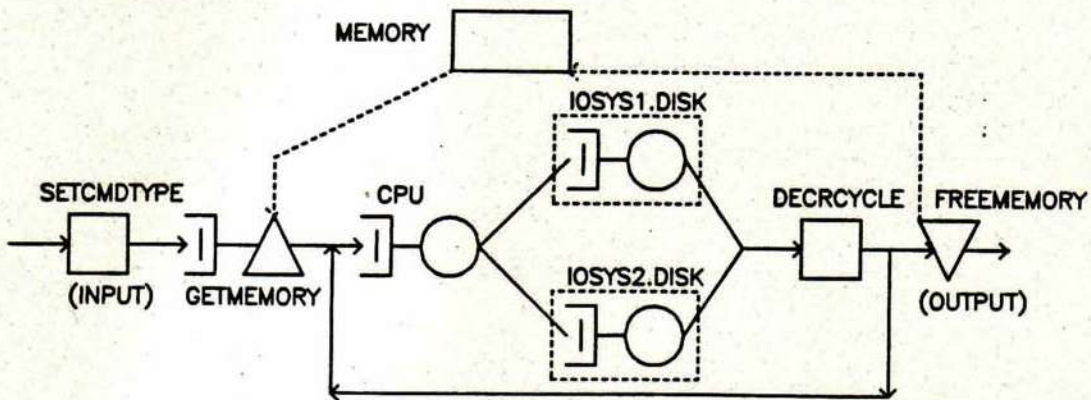 MEMORY
IOSYS1.DISK
SETCMDTYPE
CPU
DECRCYCLE
FREEMEMORY
(INPUT)
GETMEMORY
IOSYS2.DISK
(OUTPUT)